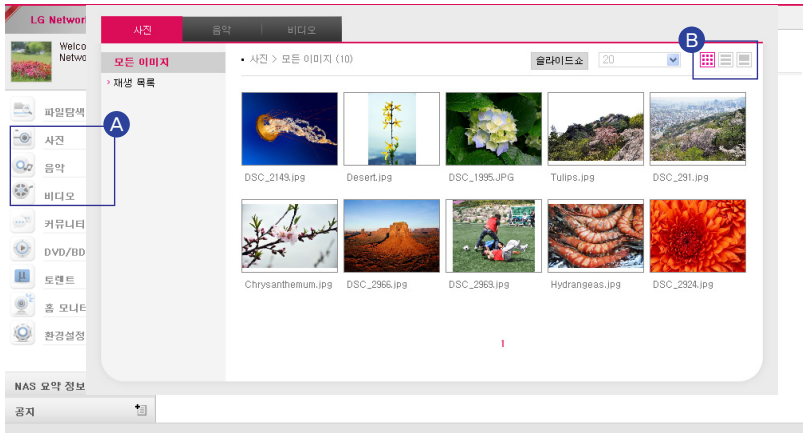 LG Networ
Welco
Netwo
파일탐색
A
사진
음악
비디오
커뮤니티
DVD/BD
토렌트
홈 모니터
환경설정
NAS 요약 정보
공지
사진
음악
비디오
모든 이미지
재생 목록
사진 > 모든 이미지 (10)
슬라이드쇼
20
B
DSC_2149.jpg
Desert.jpg
DSC_1995.JPG
Tulips.jpg
DSC_291.jpg
Chrysanthemum.jpg
DSC_2966.jpg
DSC_2969.jpg
Hydrangeas.jpg
DSC_2924.jpg
1